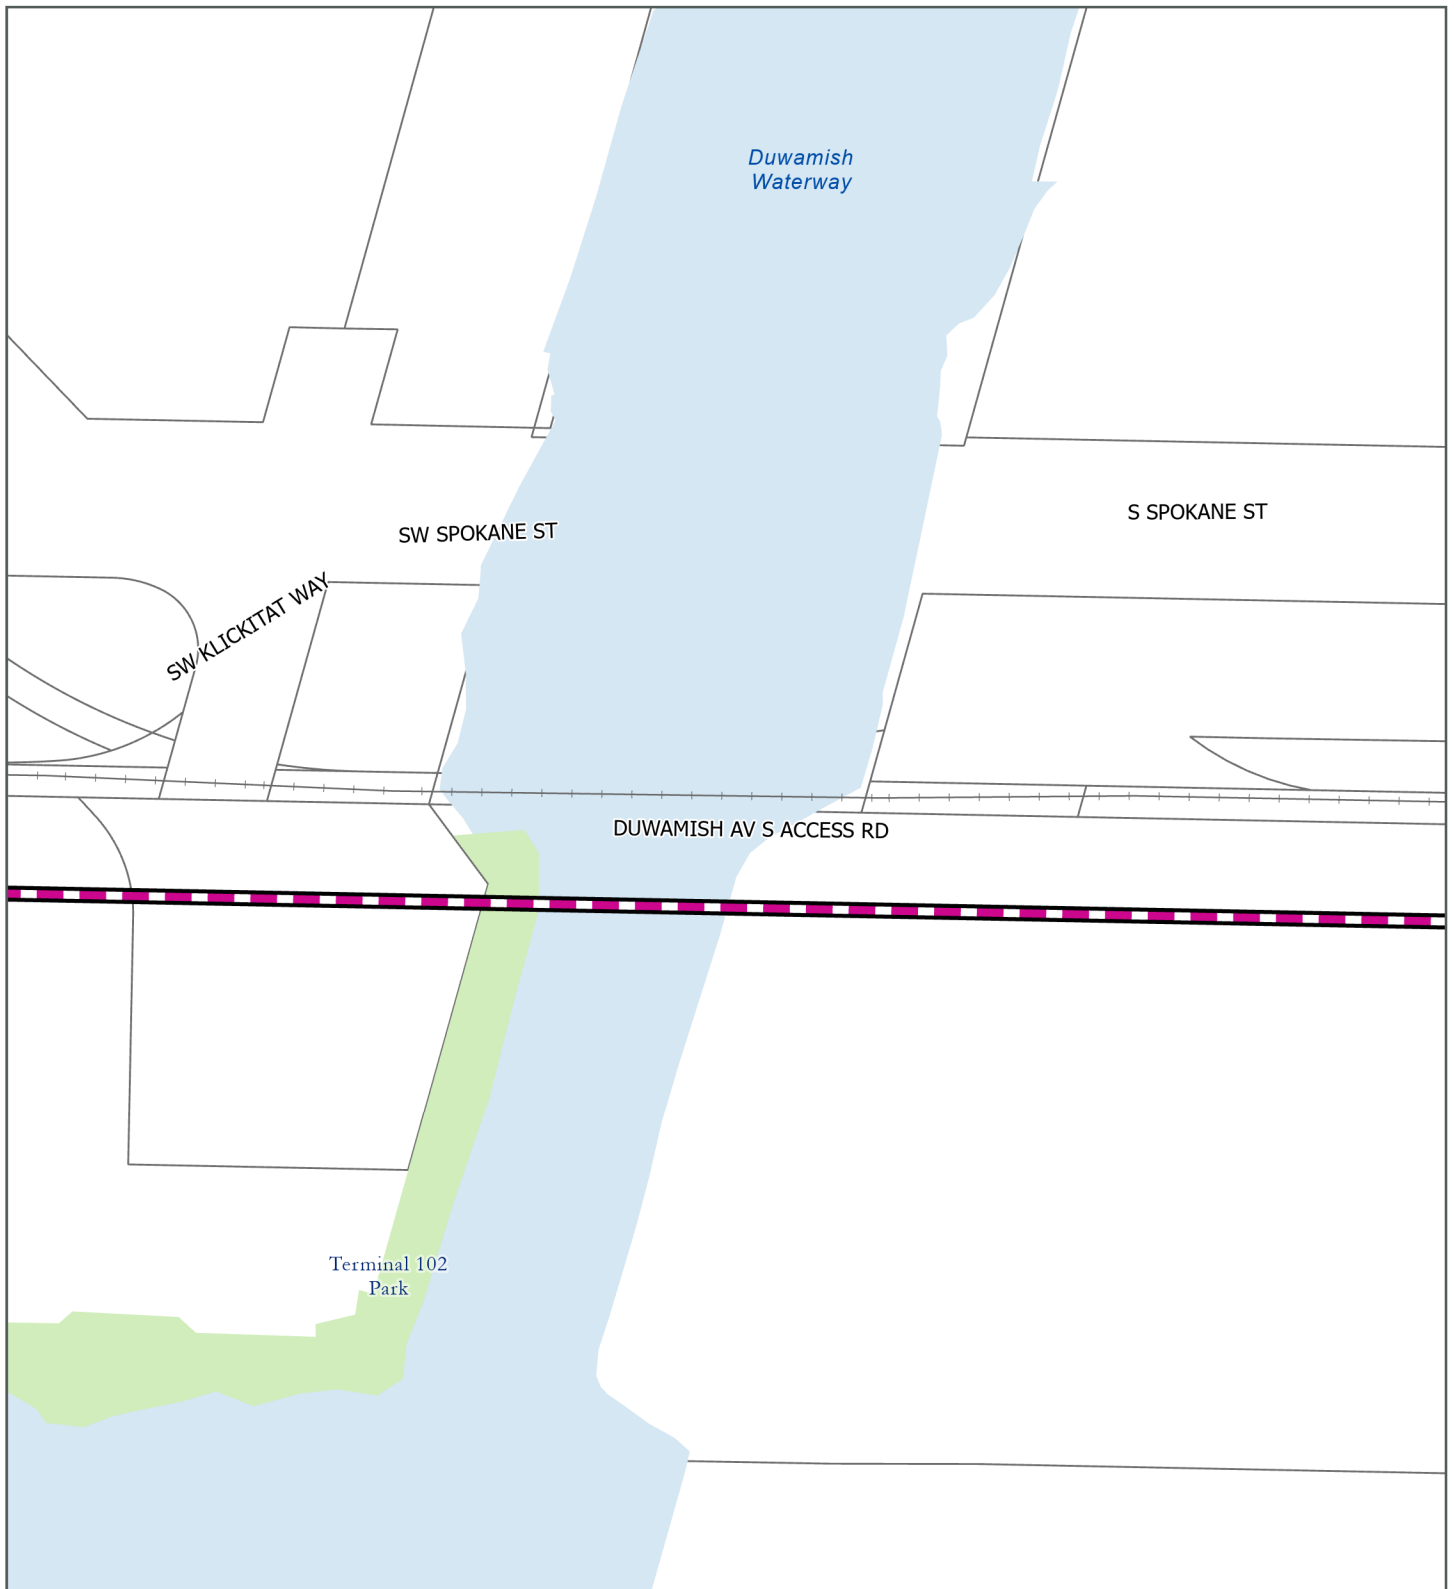 Duwamish
Waterway
S SPOKANE ST
SW SPOKANE ST
SW KLICKITAT WAY
DUWAMISH AV S ACCESS RD
Terminal 102
Park